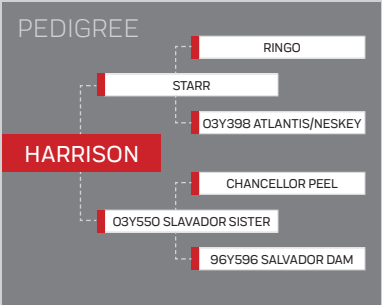 PEDIGREE
RINGO
STARR
03Y398 ATLANTIS/NESKEY
HARRISON
CHANCELLOR PEEL
03Y550 SLAVADOR SISTER
96Y596 SALVADOR DAM